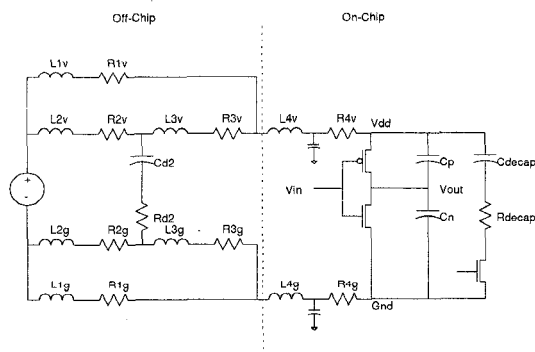 Off-Chip
On-Chip
L1v
R1v
L2v
R2v
L3v
R3v
L4v
R4v
Vdd
Cd2
Cp
Cdecap
+
-
Vin
Vout
Rd2
Cn
Rdecap
L2g
R2g
L3g
R3g
L1g
R1g
L4g
R4g
Gnd